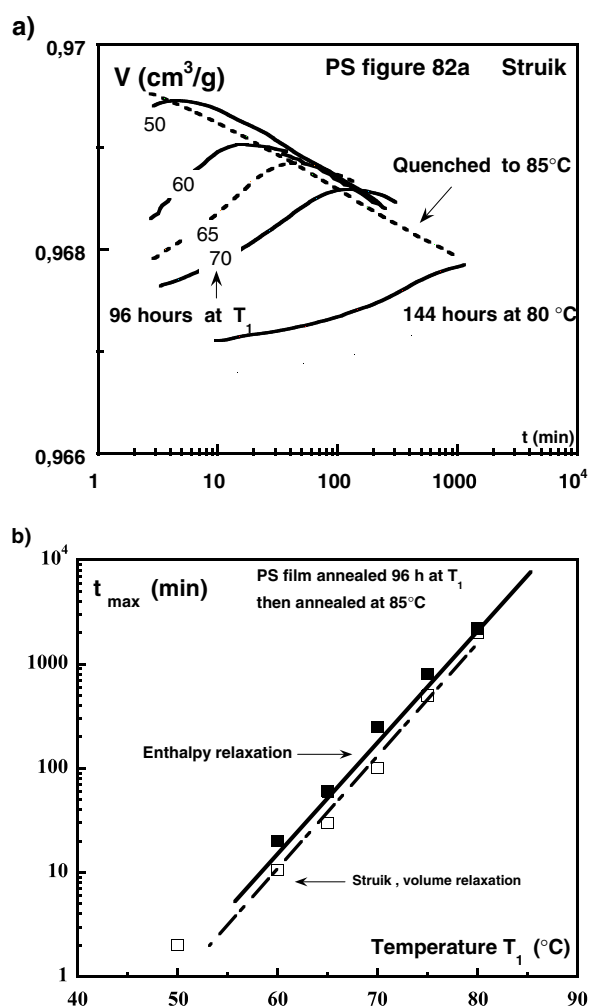 a)
0,97
V (cm³/g)
PS figure 82a Struik
50
60
65
70
Quenched to 85°C
0,968
96 hours at T₁
144 hours at 80 °C
t (min)
0,966
1 10 100 1000 10⁴
b)
10⁴
t max (min)
PS film annealed 96 h at T₁
then annealed at 85°C
1000
Enthalpy relaxation
100
10
Struik , volume relaxation
Temperature T₁ (°C)
1
40 50 60 70 80 90